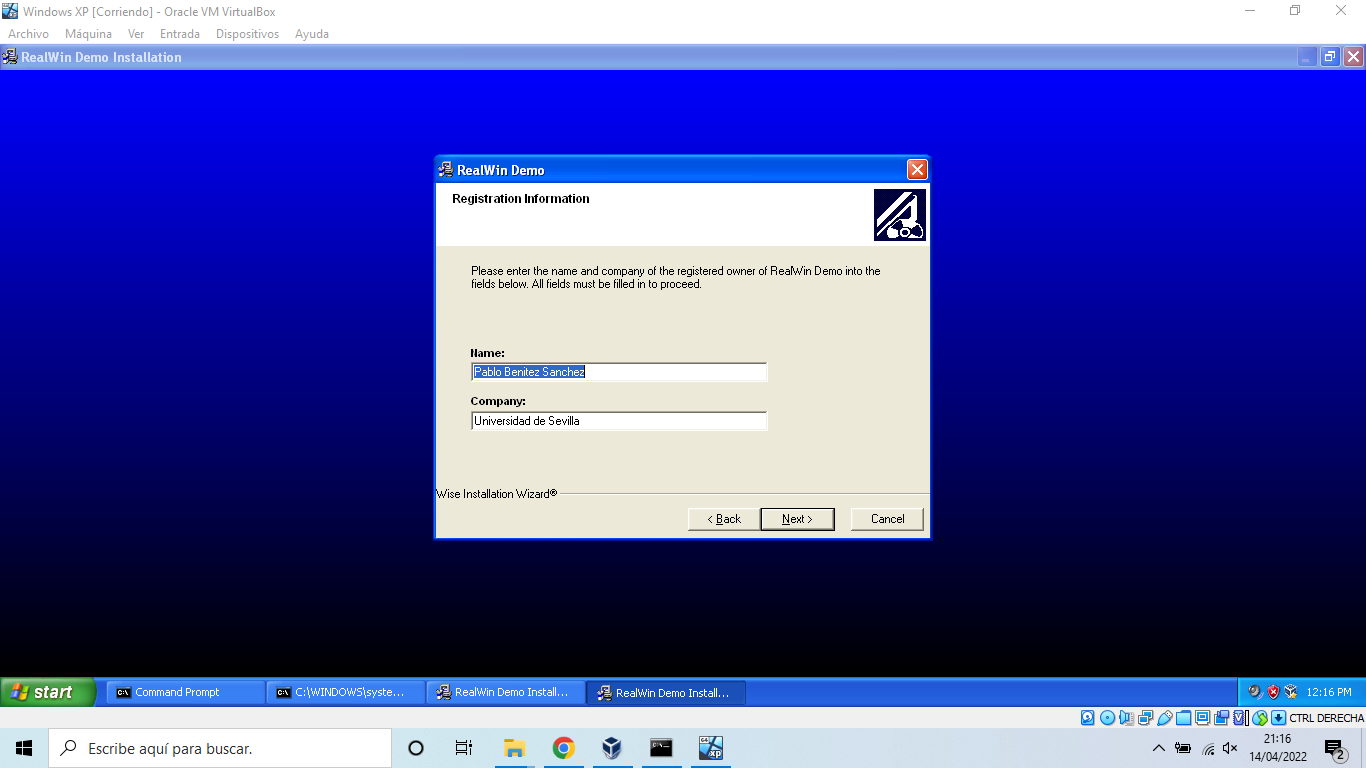 Windows XP [Corriendo] - Oracle VM VirtualBox
Archivo Máquina Ver Entrada Dispositivos Ayuda
RealWin Demo Installation
RealWin Demo
Registration Information
Please enter the name and company of the registered owner of RealWin Demo into the
fields below. All fields must be filled in to proceed.
Name:
Pablo Benitez Sanchez
Company:
Universidad de Sevilla
Wise Installation Wizard®
< Back Next > Cancel
start Command Prompt C:\WINDOWS\syste... RealWin Demo Install... RealWin Demo Install... 12:16 PM
CTRL DERECHA
Escribe aquí para buscar.
21:16
14/04/2022
2